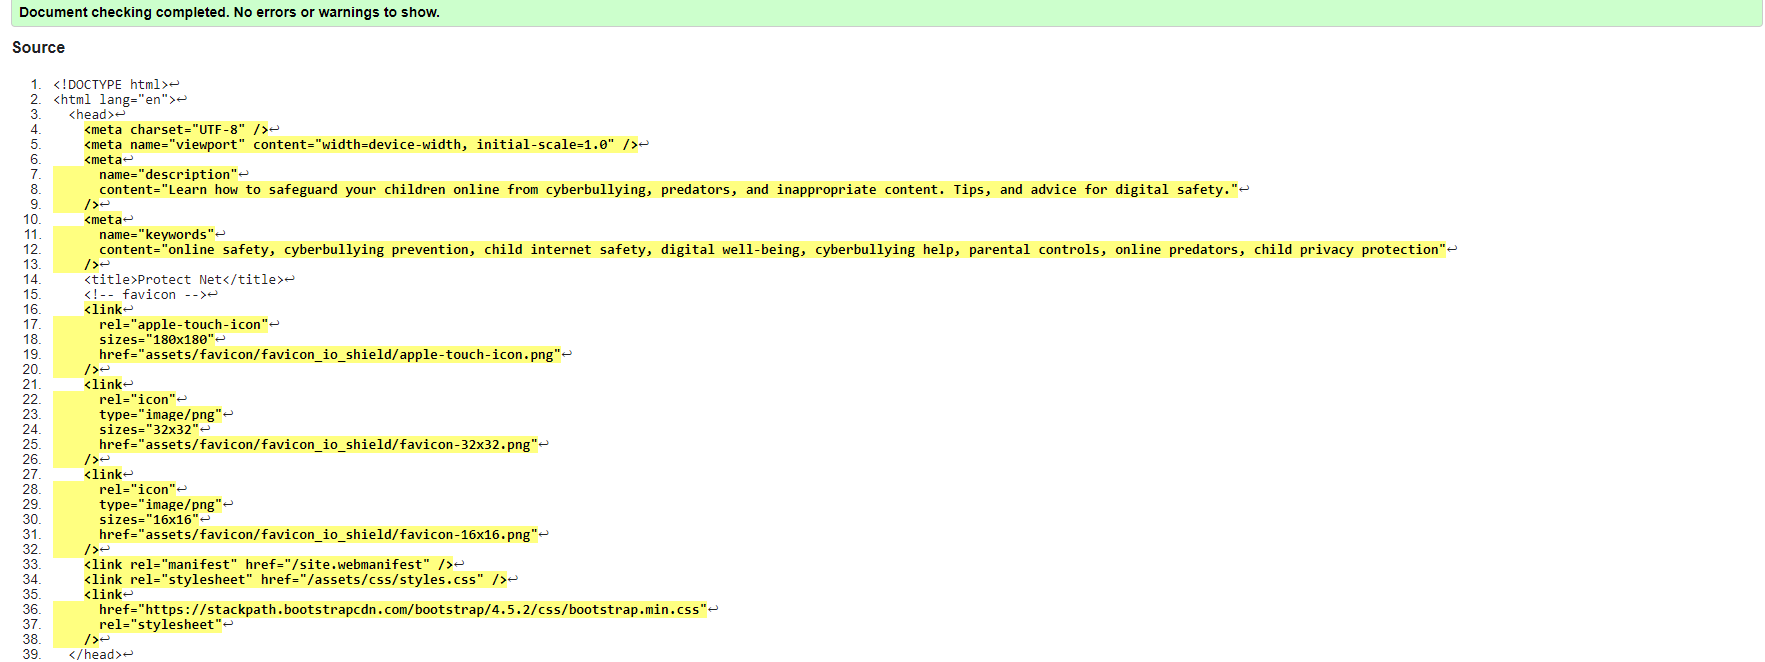 Document checking completed. No errors or warnings to show.
Source
1. <!DOCTYPE html>↩
2. <html lang="en">↩
3.   <head>↩
4.     <meta charset="UTF-8" />↩
5.     <meta name="viewport" content="width=device-width, initial-scale=1.0" />↩
6.     <meta↩
7.       name="description"↩
8.       content="Learn how to safeguard your children online from cyberbullying, predators, and inappropriate content. Tips, and advice for digital safety."↩
9.     />↩
10.     <meta↩
11.       name="keywords"↩
12.       content="online safety, cyberbullying prevention, child internet safety, digital well-being, cyberbullying help, parental controls, online predators, child privacy protection"↩
13.     />↩
14.     <title>Protect Net</title>↩
15.     <!-- favicon -->↩
16.     <link↩
17.       rel="apple-touch-icon"↩
18.       sizes="180x180"↩
19.       href="assets/favicon/favicon_io_shield/apple-touch-icon.png"↩
20.     />↩
21.     <link↩
22.       rel="icon"↩
23.       type="image/png"↩
24.       sizes="32x32"↩
25.       href="assets/favicon/favicon_io_shield/favicon-32x32.png"↩
26.     />↩
27.     <link↩
28.       rel="icon"↩
29.       type="image/png"↩
30.       sizes="16x16"↩
31.       href="assets/favicon/favicon_io_shield/favicon-16x16.png"↩
32.     />↩
33.     <link rel="manifest" href="/site.webmanifest" />↩
34.     <link rel="stylesheet" href="/assets/css/styles.css" />↩
35.     <link↩
36.       href="https://stackpath.bootstrapcdn.com/bootstrap/4.5.2/css/bootstrap.min.css"↩
37.       rel="stylesheet"↩
38.     />↩
39.   </head>↩